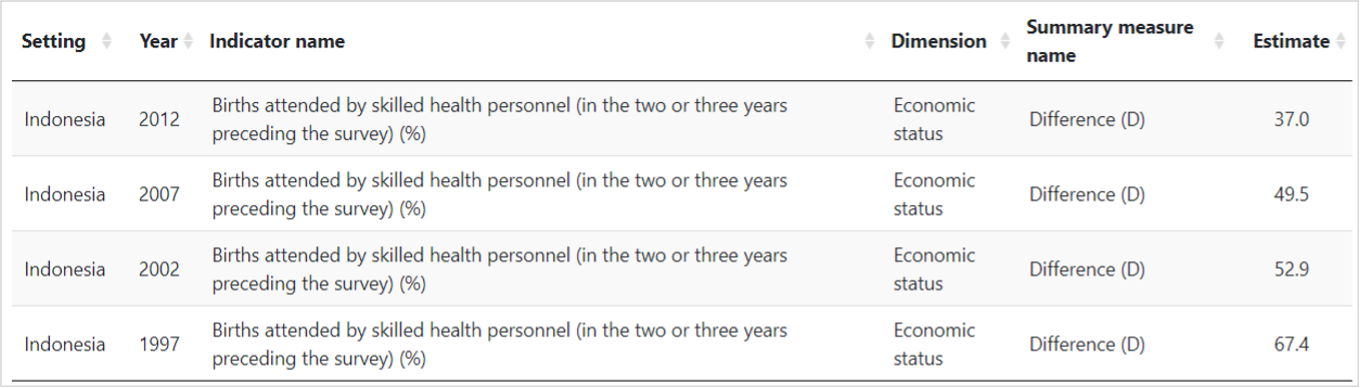 Setting Year Indicator name Dimension Summary measure name Estimate
Indonesia 2012 Births attended by skilled health personnel (in the two or three years preceding the survey) (%) Economic status Difference (D) 37.0
Indonesia 2007 Births attended by skilled health personnel (in the two or three years preceding the survey) (%) Economic status Difference (D) 49.5
Indonesia 2002 Births attended by skilled health personnel (in the two or three years preceding the survey) (%) Economic status Difference (D) 52.9
Indonesia 1997 Births attended by skilled health personnel (in the two or three years preceding the survey) (%) Economic status Difference (D) 67.4